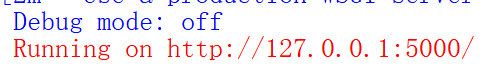 Debug mode: off
Running on http://127.0.0.1:5000/